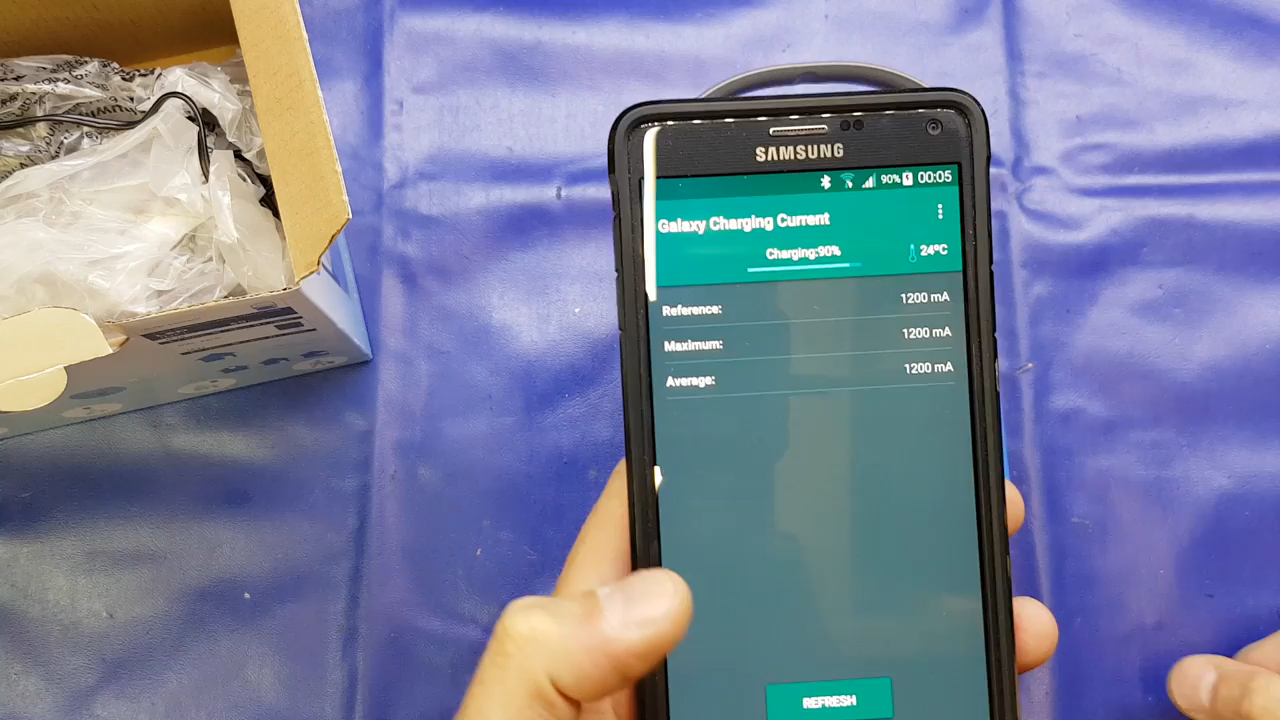 SAMSUNG
90% 00:05
Galaxy Charging Current
Charging:90% 24°C
Reference: 1200 mA
Maximum: 1200 mA
Average: 1200 mA
REFRESH